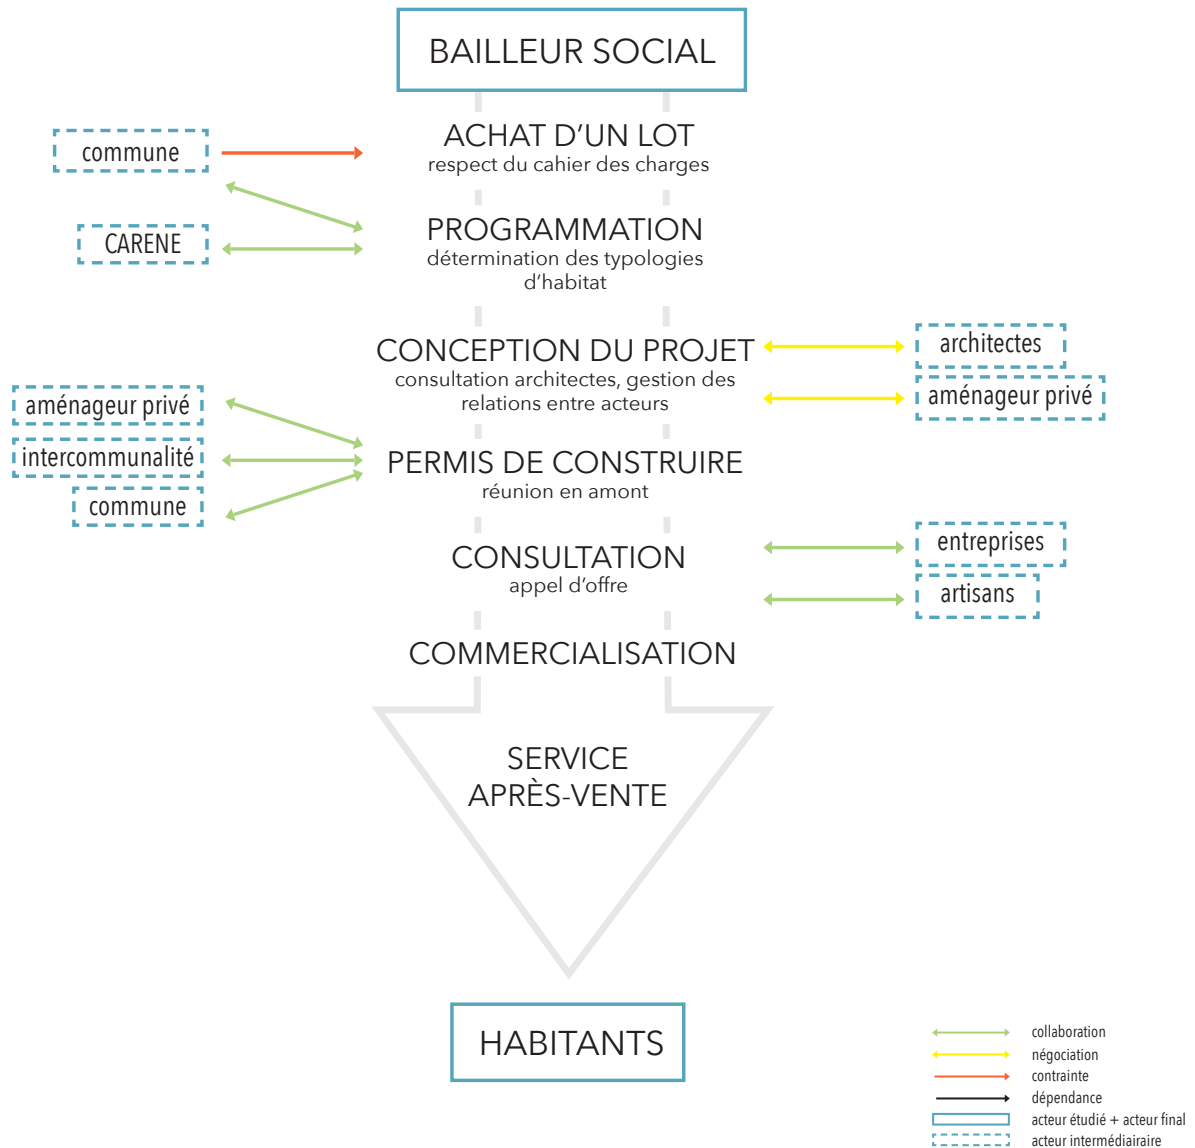 BAILLEUR SOCIAL
ACHAT D'UN LOT
respect du cahier des charges
commune
PROGRAMMATION
détermination des typologies
d'habitat
CARENE
CONCEPTION DU PROJET
consultation architectes, gestion des
relations entre acteurs
architectes
aménageur privé
aménageur privé
intercommunalité
commune
PERMIS DE CONSTRUIRE
réunion en amont
CONSULTATION
appel d'offre
entreprises
artisans
COMMERCIALISATION
SERVICE
APRÈS-VENTE
HABITANTS
collaboration
négociation
contrainte
dépendance
acteur étudié + acteur final
acteur intermédiairaire